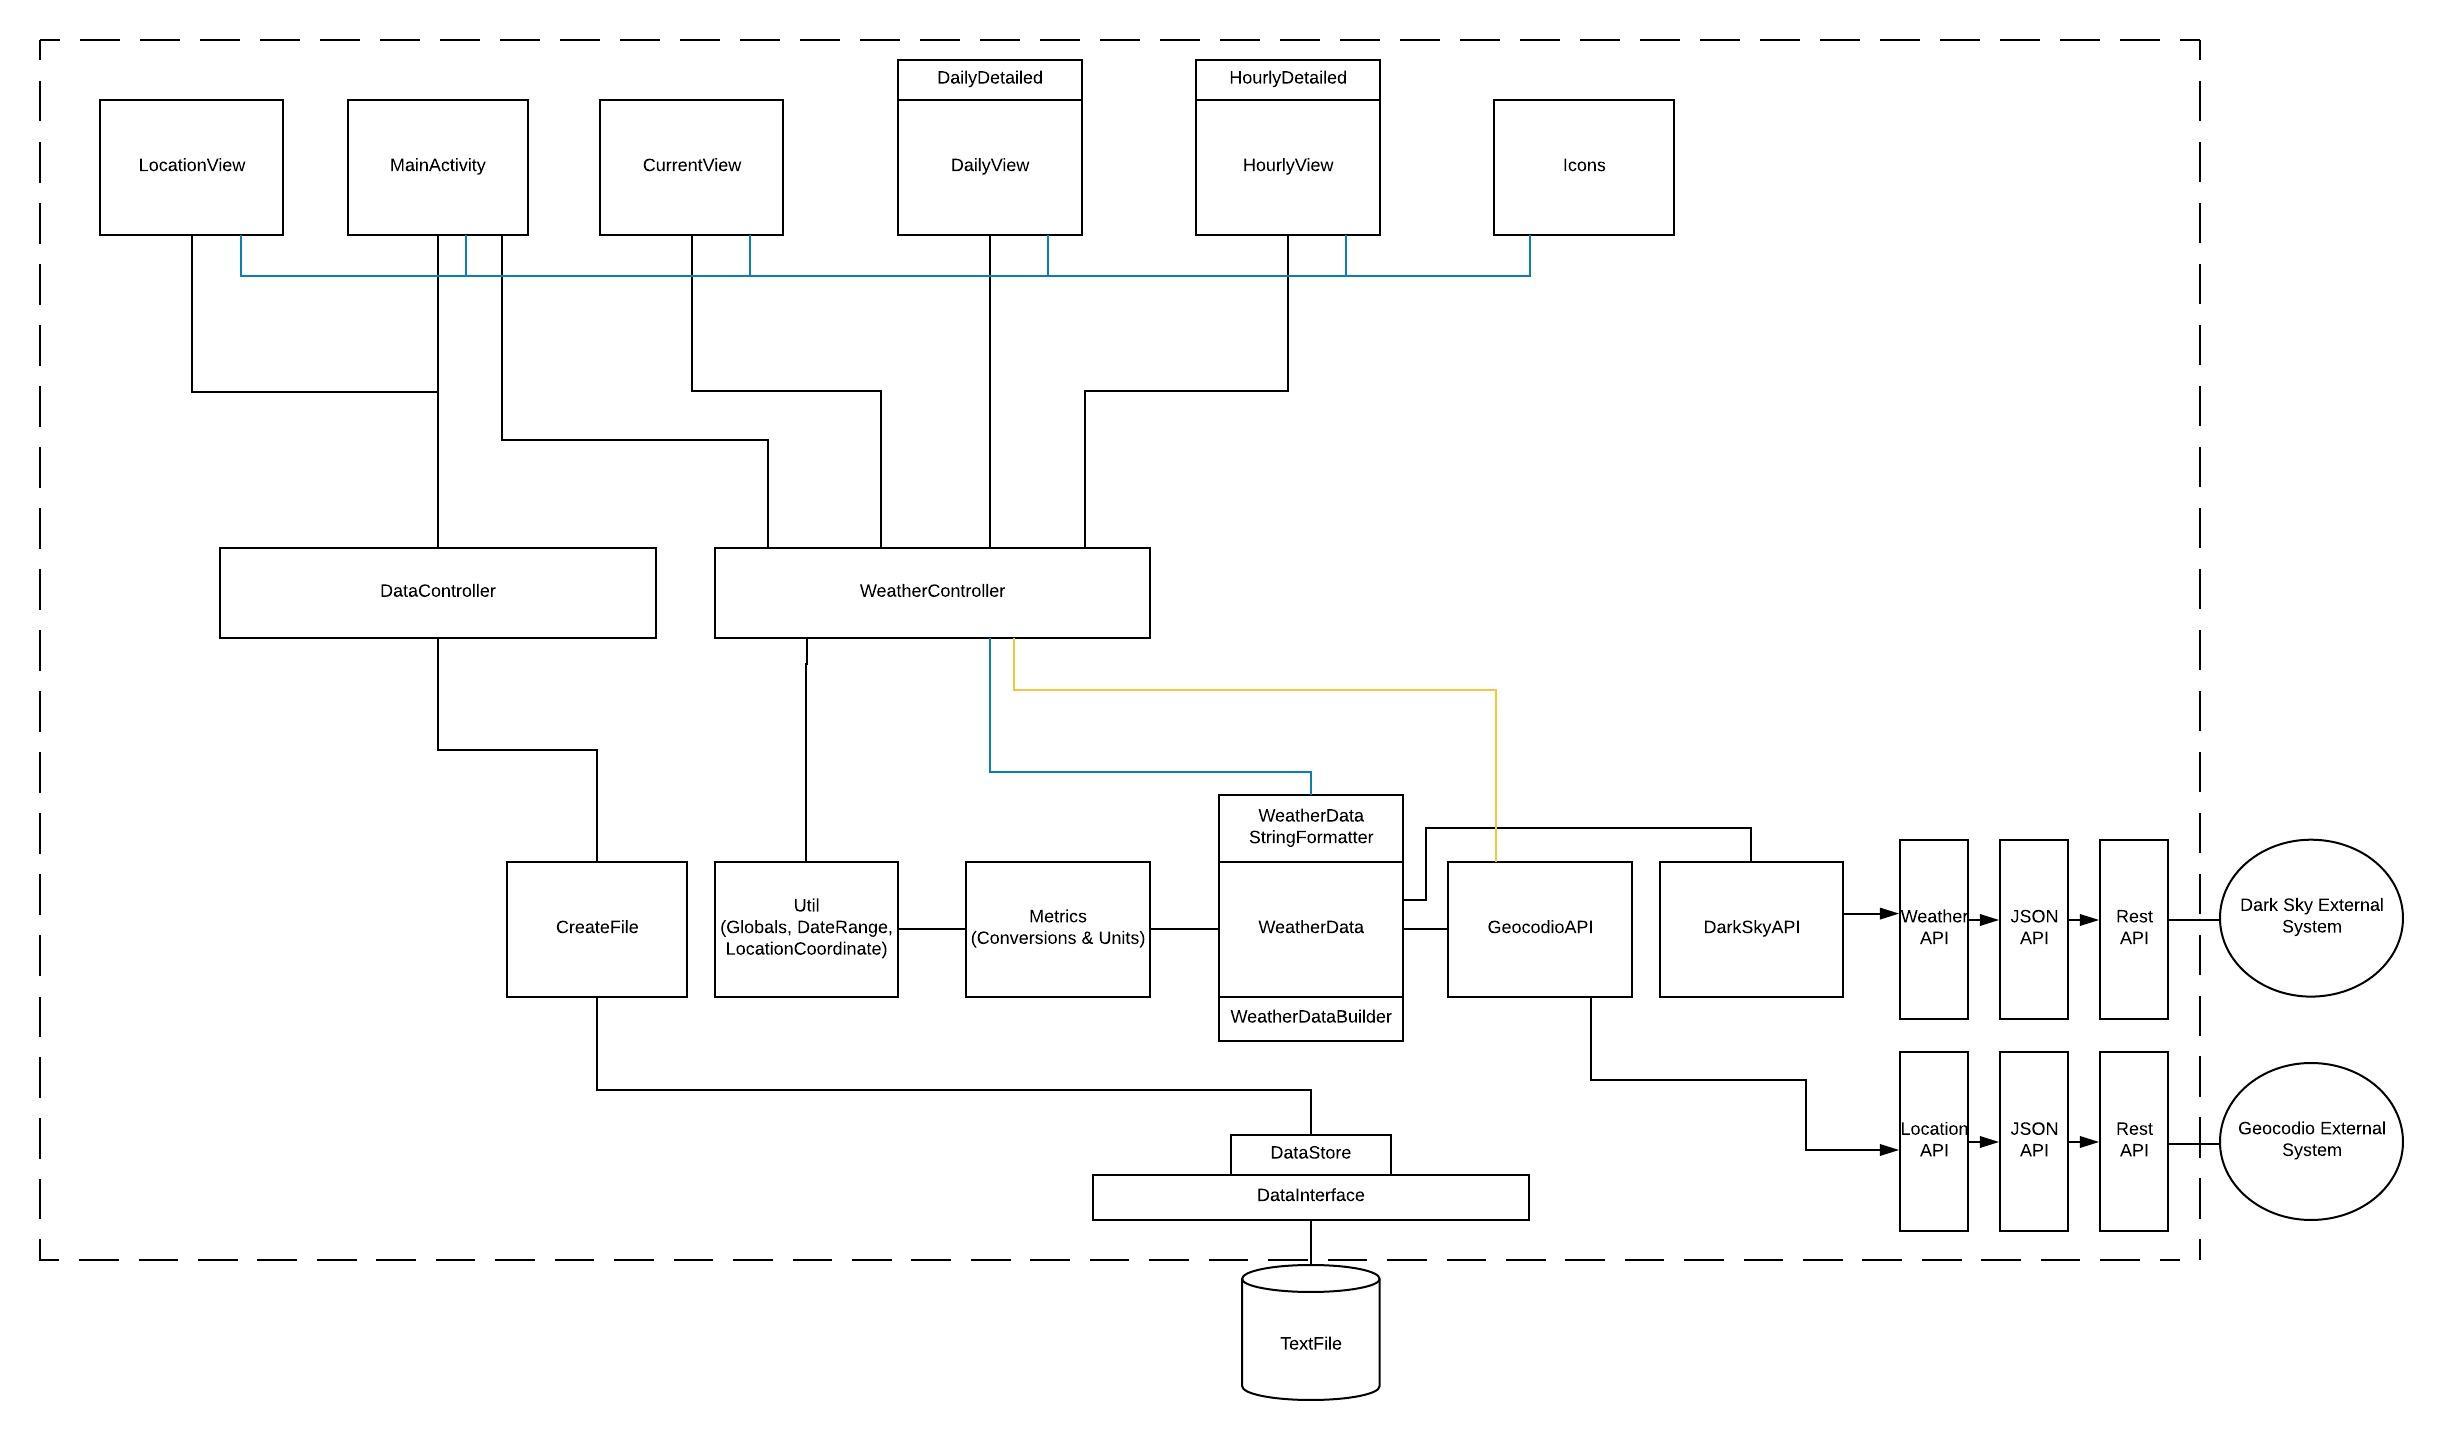 DailyDetailed
HourlyDetailed
LocationView
MainActivity
CurrentView
DailyView
HourlyView
Icons
DataController
WeatherController
WeatherData
StringFormatter
CreateFile
Util
(Globals, DateRange,
LocationCoordinate)
Metrics
(Conversions & Units)
WeatherData
GeocodioAPI
DarkSkyAPI
Weather
API
JSON
API
Rest
API
Dark Sky External
System
WeatherDataBuilder
Location
API
JSON
API
Rest
API
Geocodio External
System
DataStore
DataInterface
TextFile